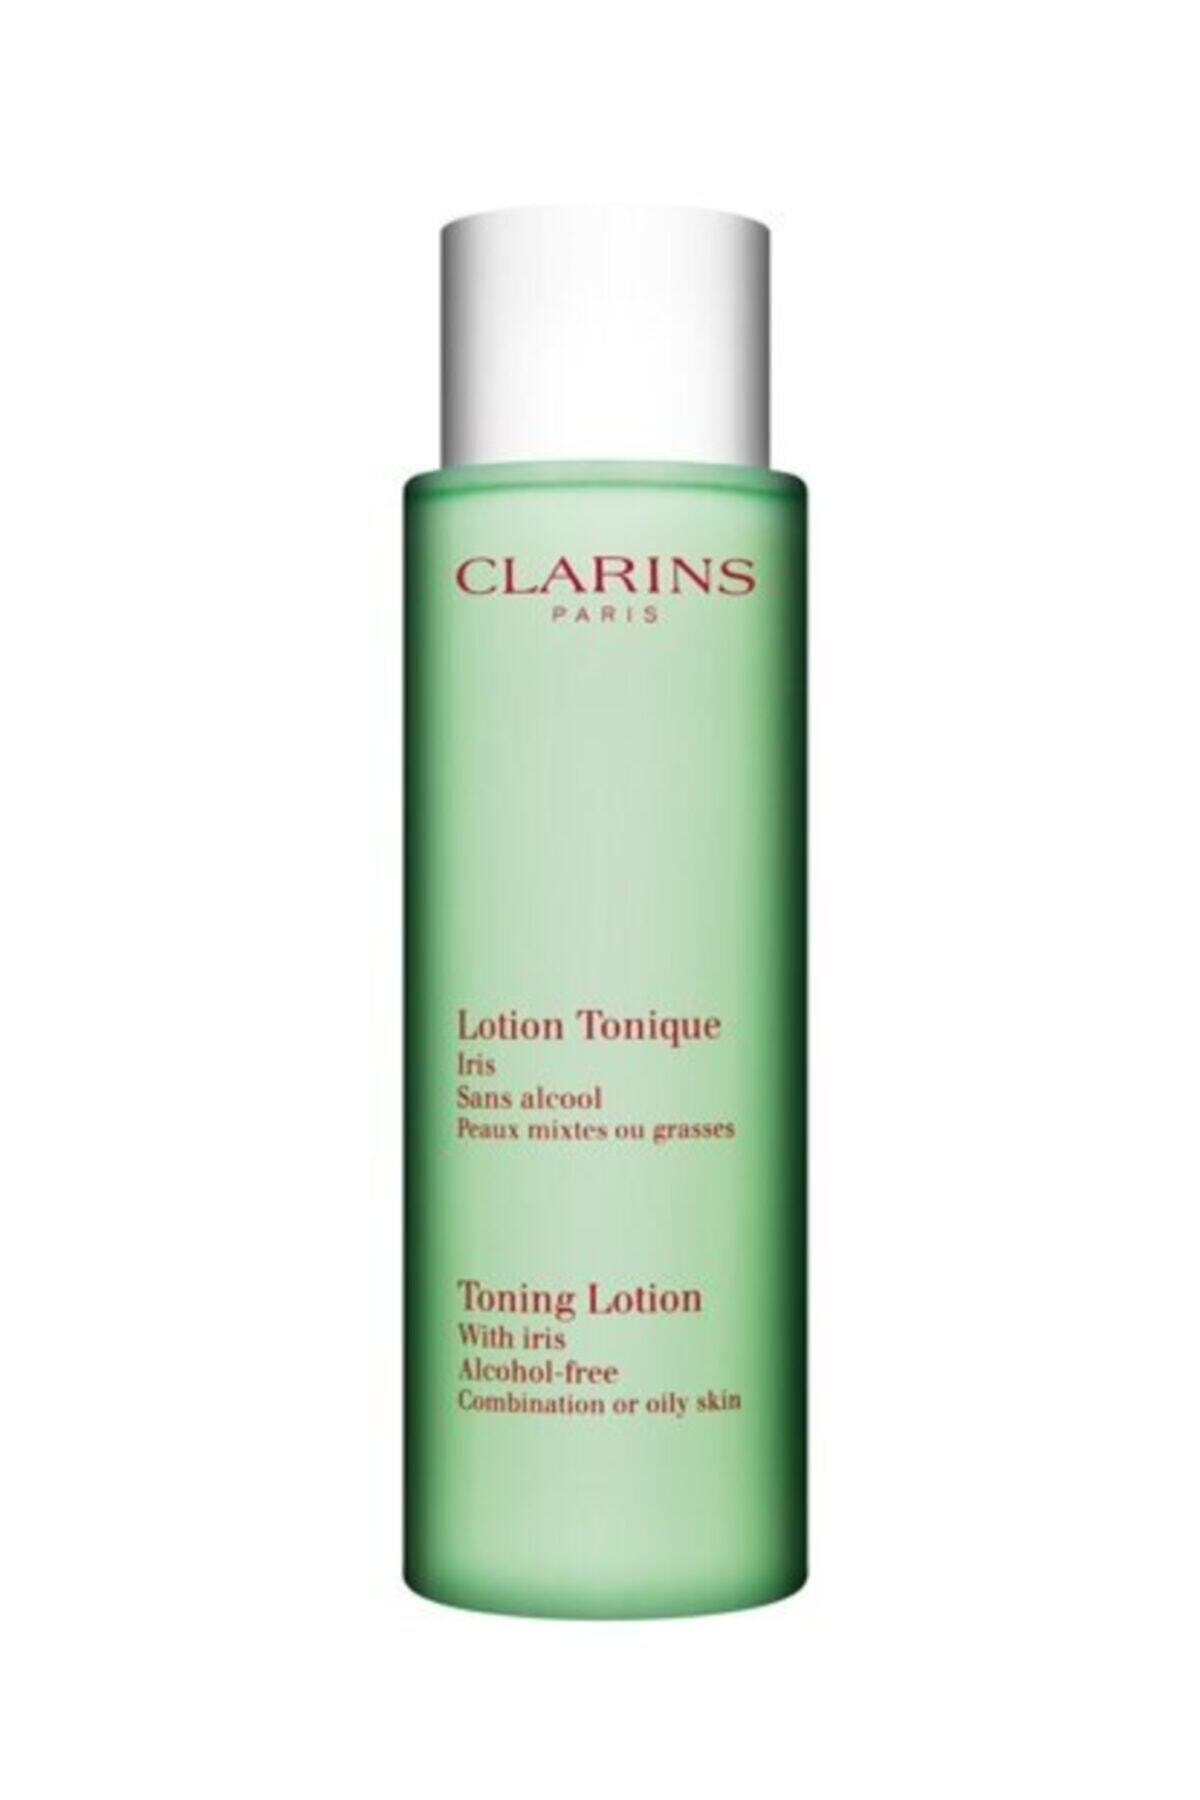 CLARINS
PARIS
Lotion Tonique
Iris
Sans alcool
Peaux mixtes ou grasses
Toning Lotion
With iris
Alcohol-free
Combination or oily skin